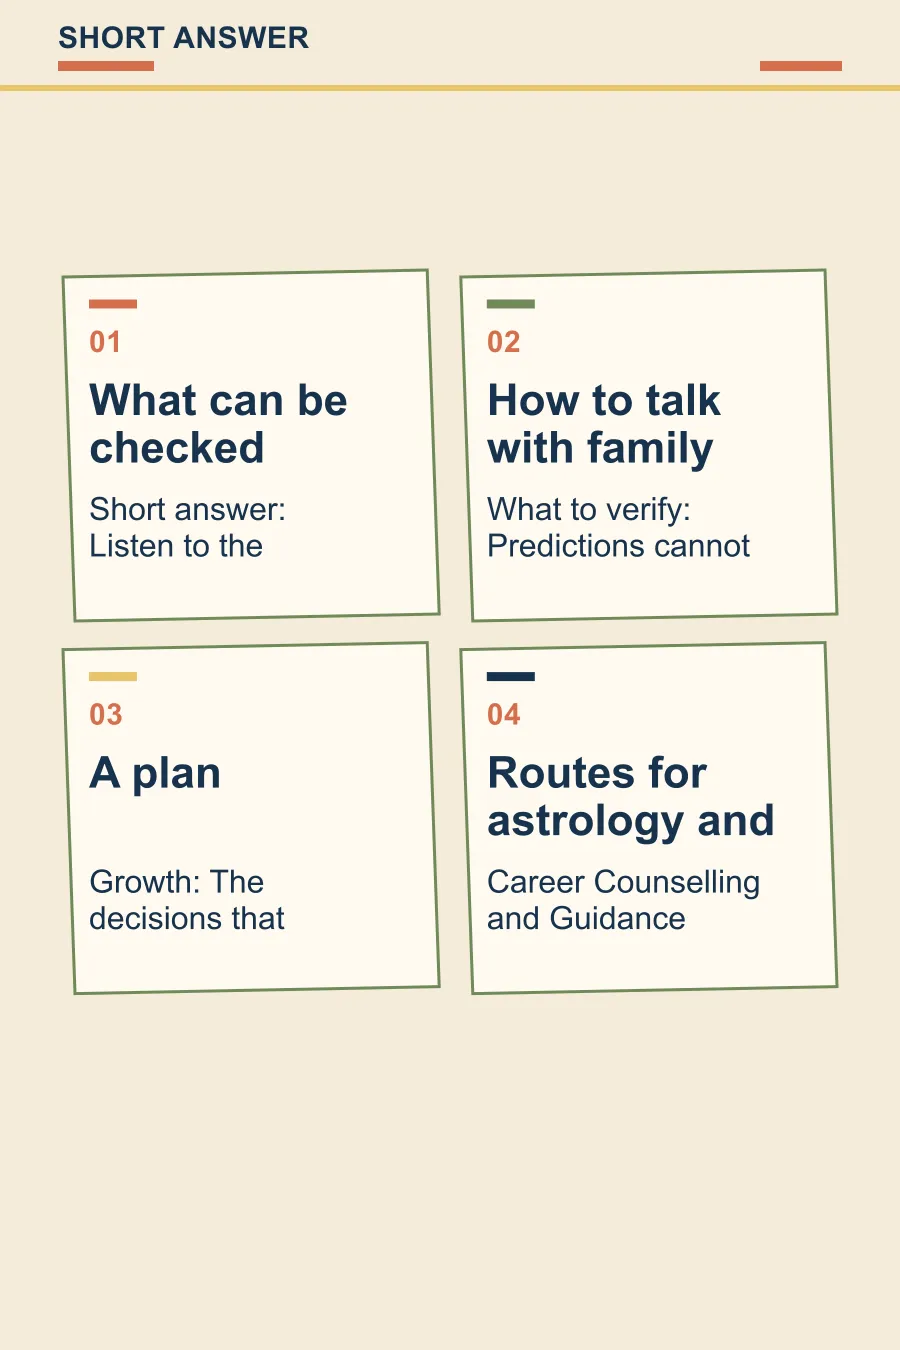 SHORT ANSWER
01
What can be
checked
Short answer:
Listen to the
02
How to talk
with family
What to verify:
Predictions cannot
03
A plan
Growth: The
decisions that
04
Routes for
astrology and
Career Counselling
and Guidance